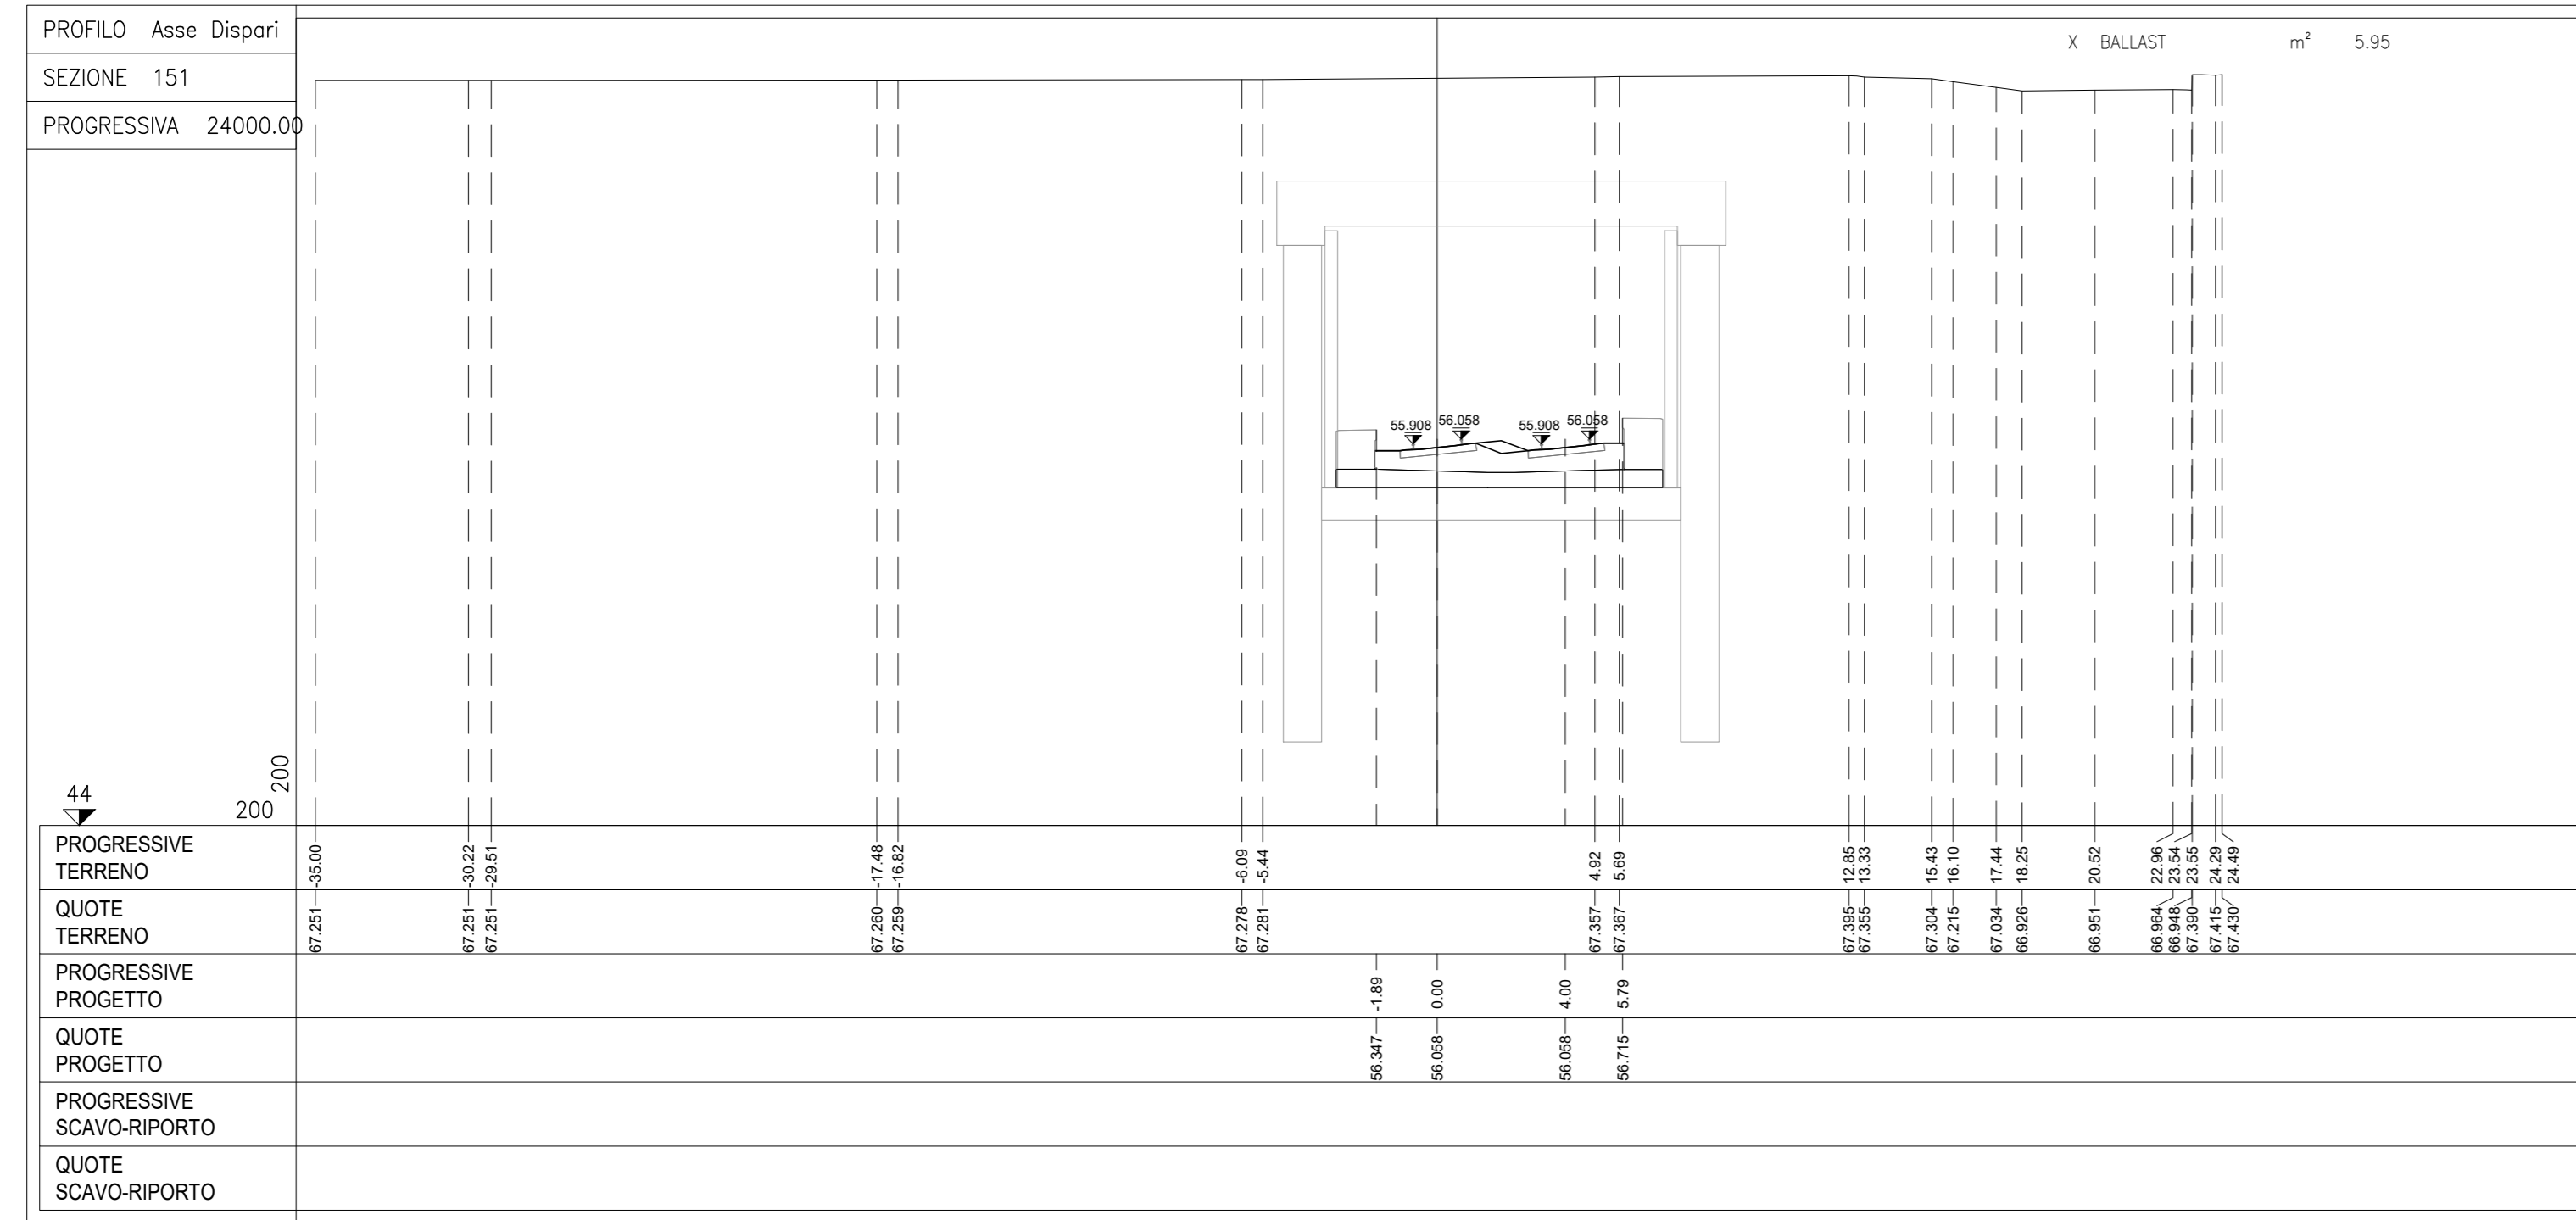 PROFILO Asse Dispari
SEZIONE 151
PROGRESSIVA 24000.00
X BALLAST m² 5.95
55.908 56.058 55.908 56.058
44
200
200
PROGRESSIVE
TERRENO
-35.00 -30.22 -29.51 -17.48 -16.82 -6.09 -5.44 4.92 5.69 12.85 13.33 15.43 16.10 17.44 18.25 20.52 22.96 23.54 23.55 24.29 24.49
QUOTE
TERRENO
67.251 67.251 67.251 67.260 67.259 67.278 67.281 67.357 67.367 67.395 67.355 67.304 67.215 67.034 66.926 66.951 66.964 66.948 67.390 67.415 67.430
PROGRESSIVE
PROGETTO
-1.89 0.00 4.00 5.79
QUOTE
PROGETTO
56.347 56.058 56.058 56.715
PROGRESSIVE
SCAVO-RIPORTO
QUOTE
SCAVO-RIPORTO